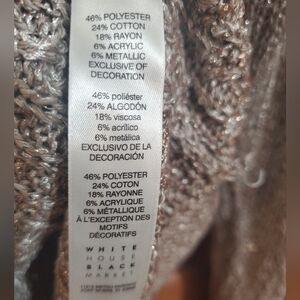 46% POLYESTER
24% COTTON
18% RAYON
6% ACRYLIC
6% METALLIC
EXCLUSIVE OF
DECORATION
46% poliéster
24% ALGODÓN
18% viscosa
6% acrílico
6% metálica
EXCLUSIVO DE LA
DECORACIÓN
46% POLYESTER
24% COTON
18% RAYONNE
6% ACRYLIQUE
6% MÉTALLIQUE
À L'EXCEPTION DES
MOTIFS
DÉCORATIFS
WHITE
HOUSE
BLACK
MARKET